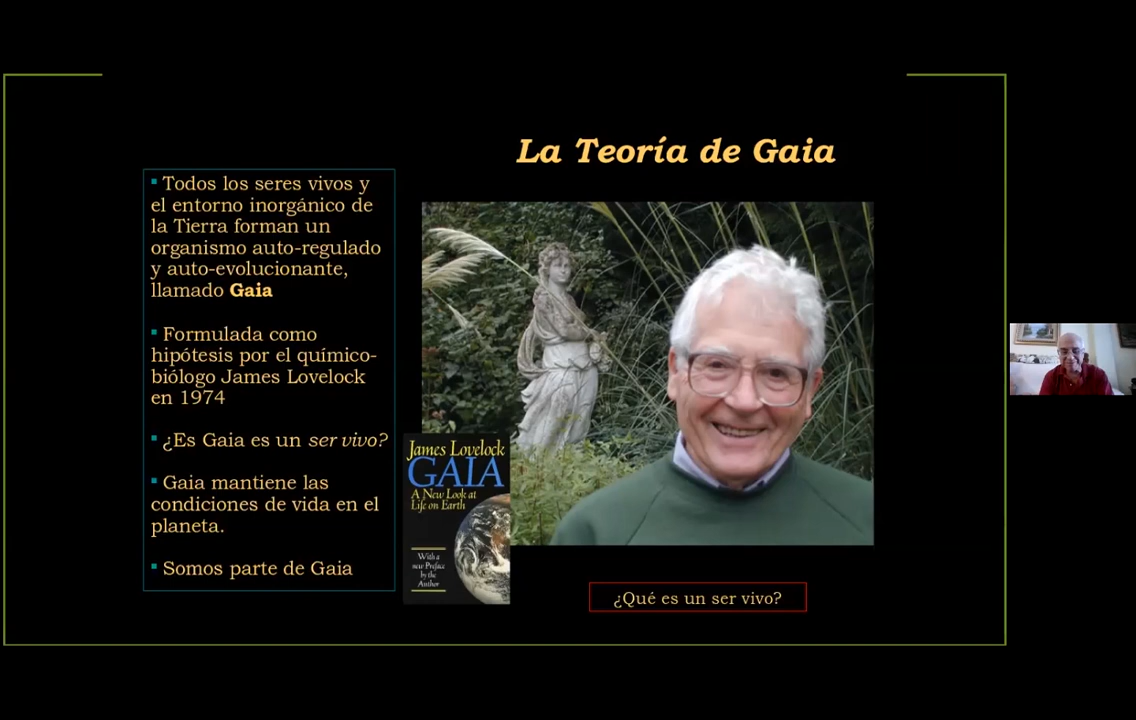 La Teoría de Gaia
Todos los seres vivos y
el entorno inorgánico de
la Tierra forman un
organismo auto-regulado
y auto-evolucionante,
llamado Gaia
Formulada como
hipótesis por el químico-
biólogo James Lovelock
en 1974
¿Es Gaia es un ser vivo?
Gaia mantiene las
condiciones de vida en el
planeta.
Somos parte de Gaia
James Lovelock
GAIA
A New Look at
Life on Earth
With a
new Preface
by the
Author
¿Qué es un ser vivo?